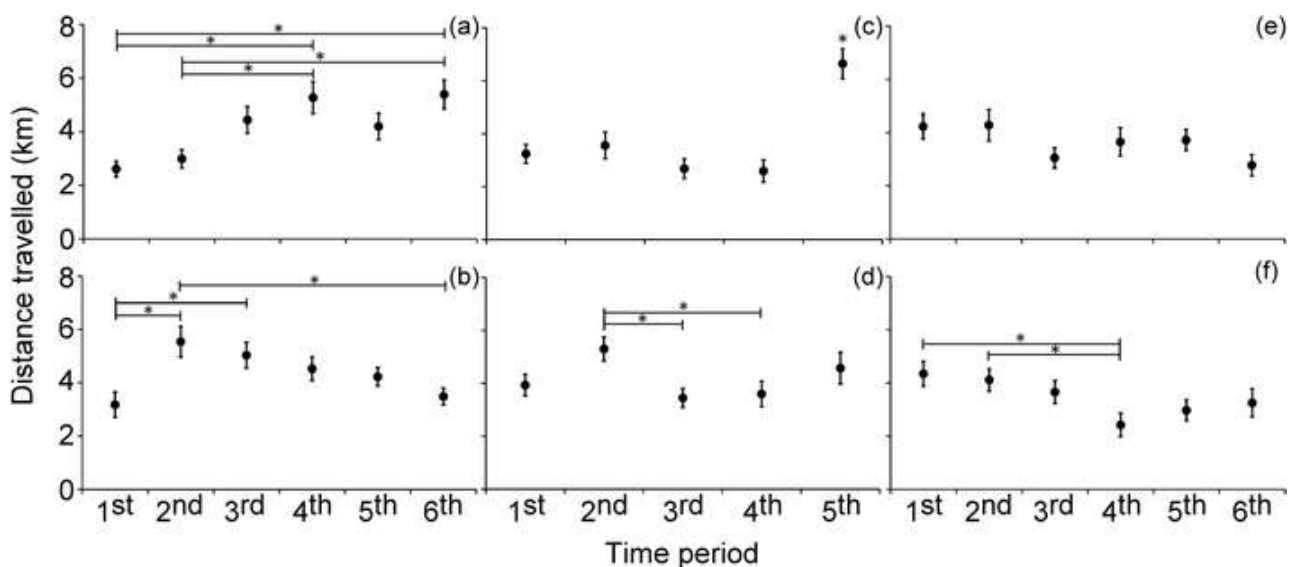 (a) (c) (e)
8
6
4
2
0
* * * *
*
(b) (d) (f)
8
6
4
2
0
* * *
* *
* *
1st 2nd 3rd 4th 5th 6th 1st 2nd 3rd 4th 5th 1st 2nd 3rd 4th 5th 6th
Distance travelled (km)
Time period